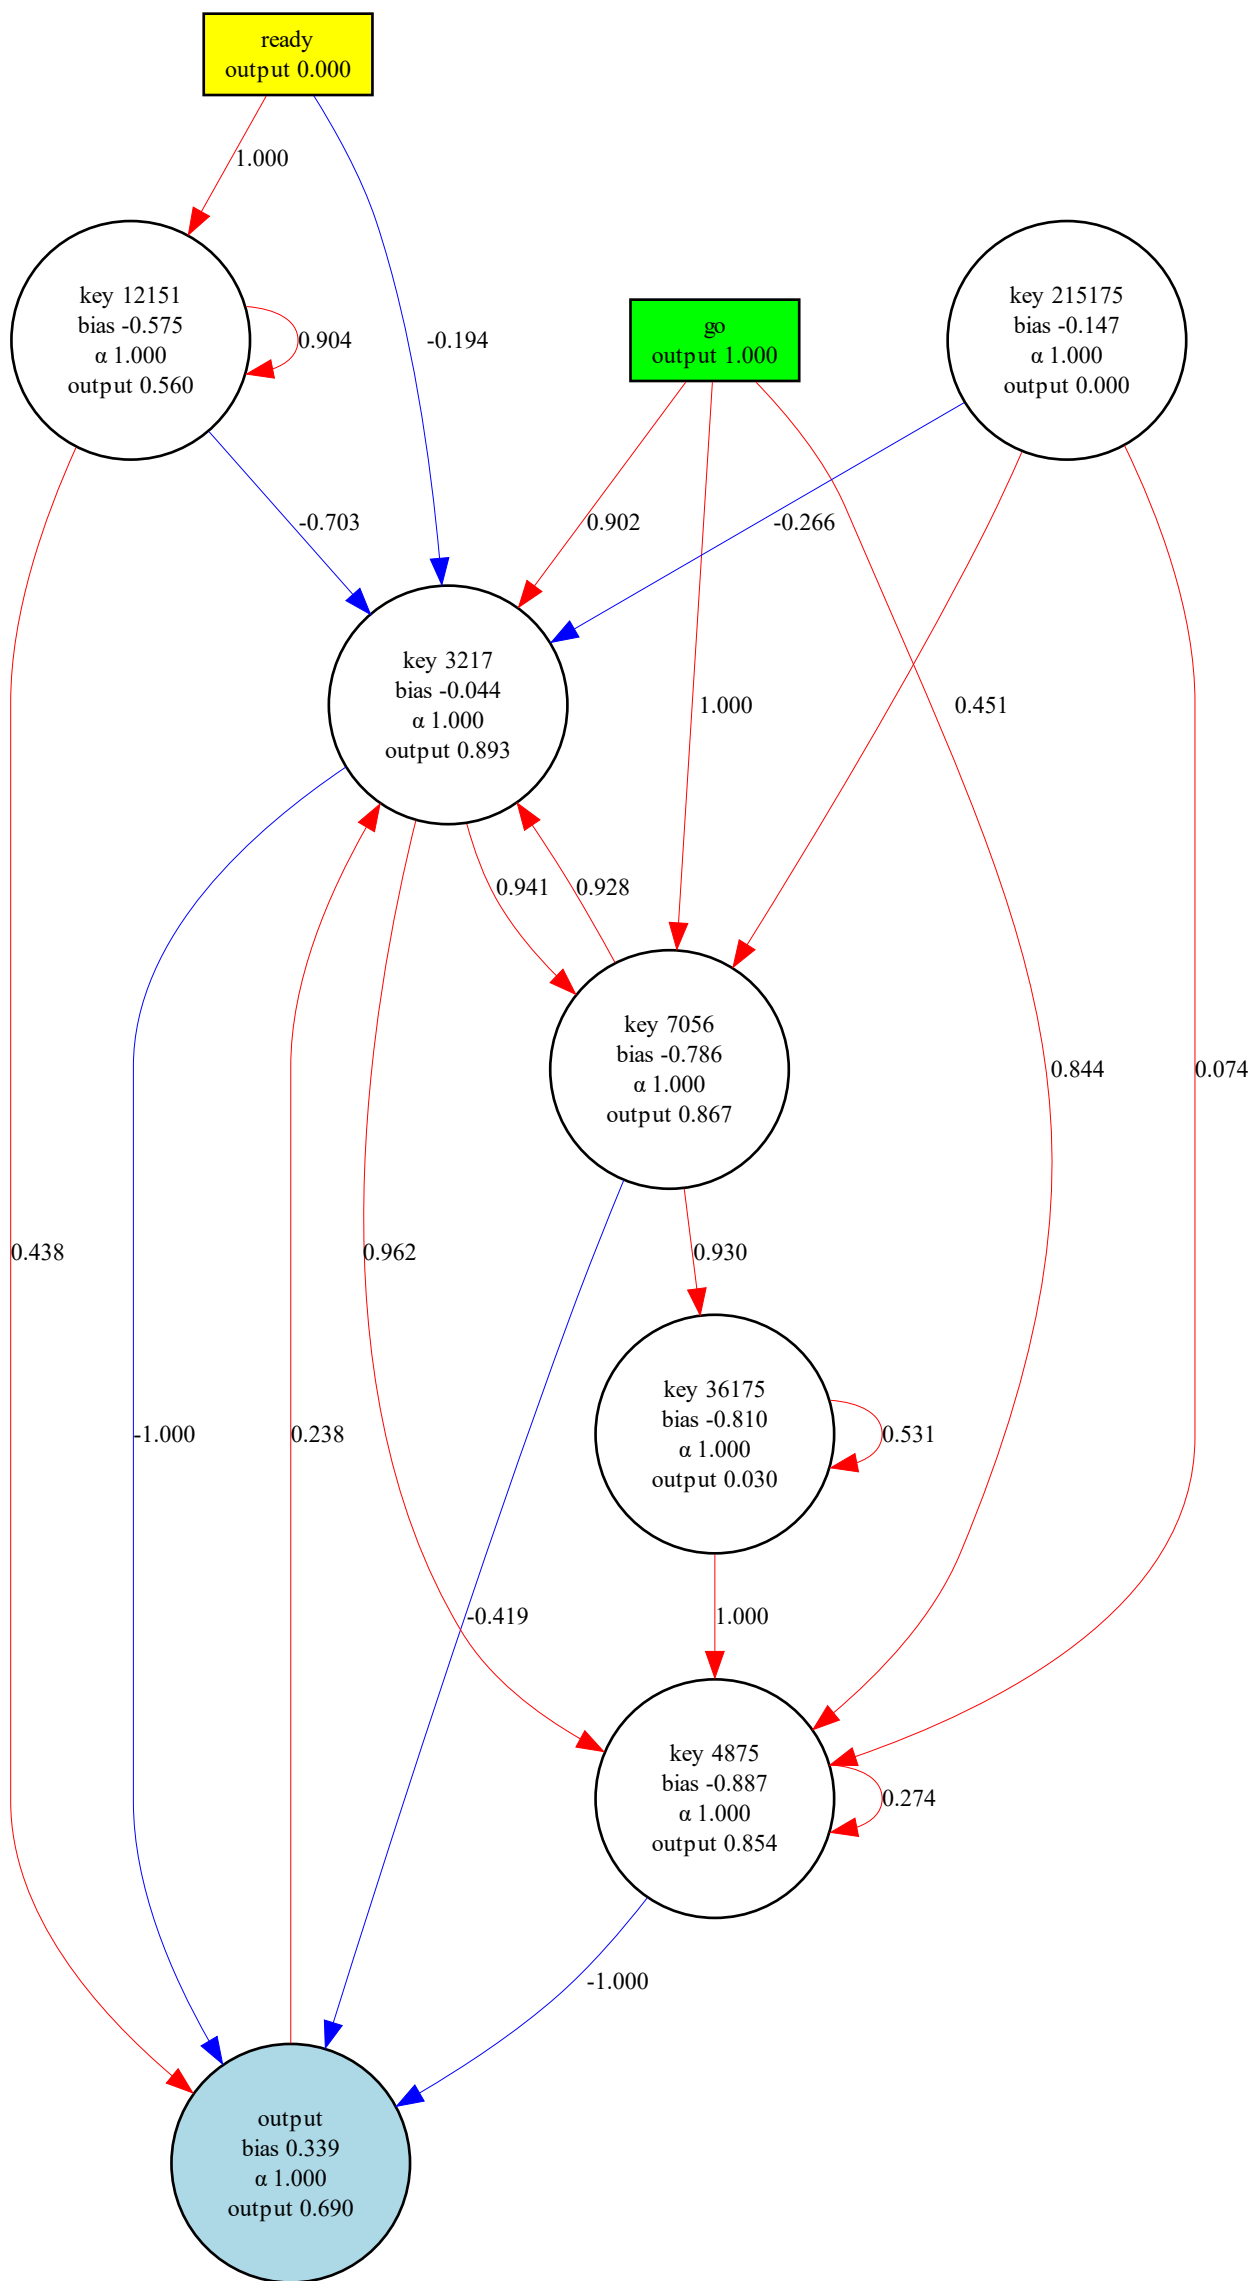 ready
output 0.000
1.000
key 12151
bias -0.575
α 1.000
output 0.560
0.904
-0.194
go
output 1.000
key 215175
bias -0.147
α 1.000
output 0.000
-0.703
0.902
-0.266
key 3217
bias -0.044
α 1.000
output 0.893
1.000
0.451
0.941
0.928
key 7056
bias -0.786
α 1.000
output 0.867
0.844
0.074
0.438
0.962
0.930
-1.000
0.238
key 36175
bias -0.810
α 1.000
output 0.030
0.531
-0.419
1.000
key 4875
bias -0.887
α 1.000
output 0.854
0.274
-1.000
output
bias 0.339
α 1.000
output 0.690